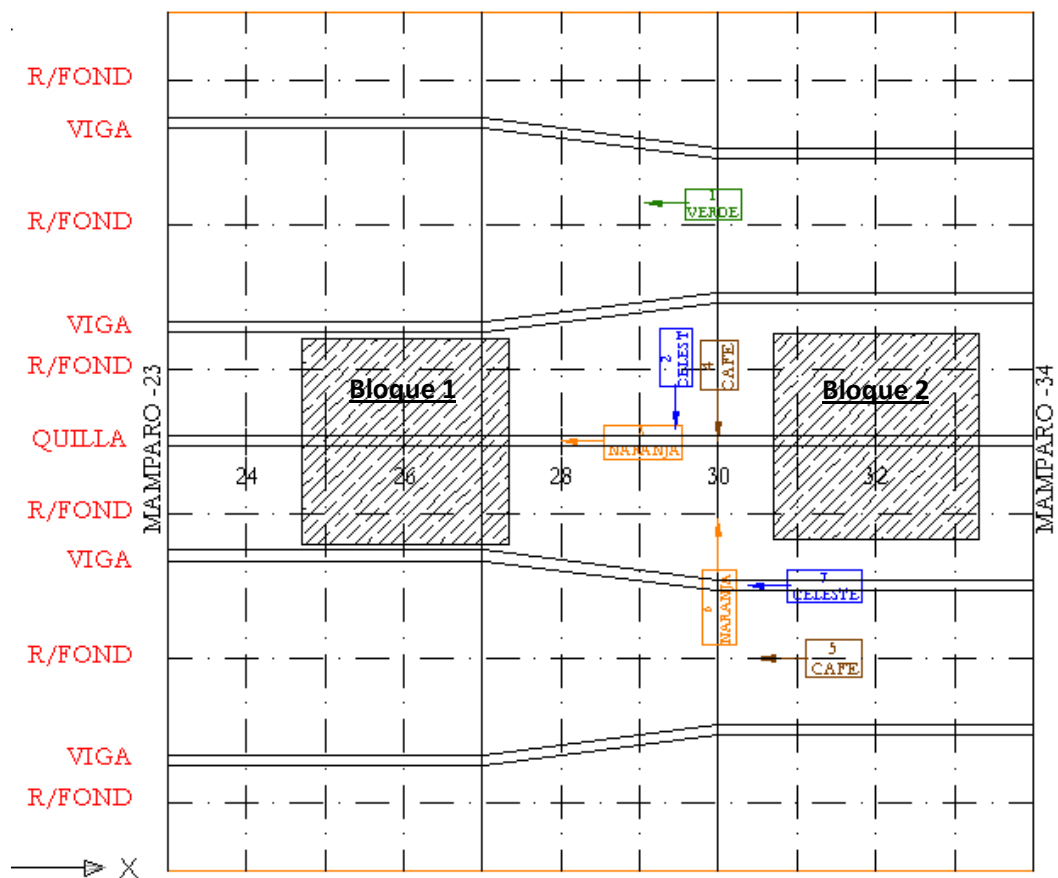 R/FOND
VIGA
1
VERDE
R/FOND
VIGA
R/FOND
2
CELEST
4
CAFE
Bloque 1
Bloque 2
MAMPARO -23
MAMPARO -34
QUILLA
NARANJA
24
26
28
30
32
R/FOND
VIGA
7
CELESTE
6
NARANJA
R/FOND
5
CAFE
VIGA
R/FOND
X